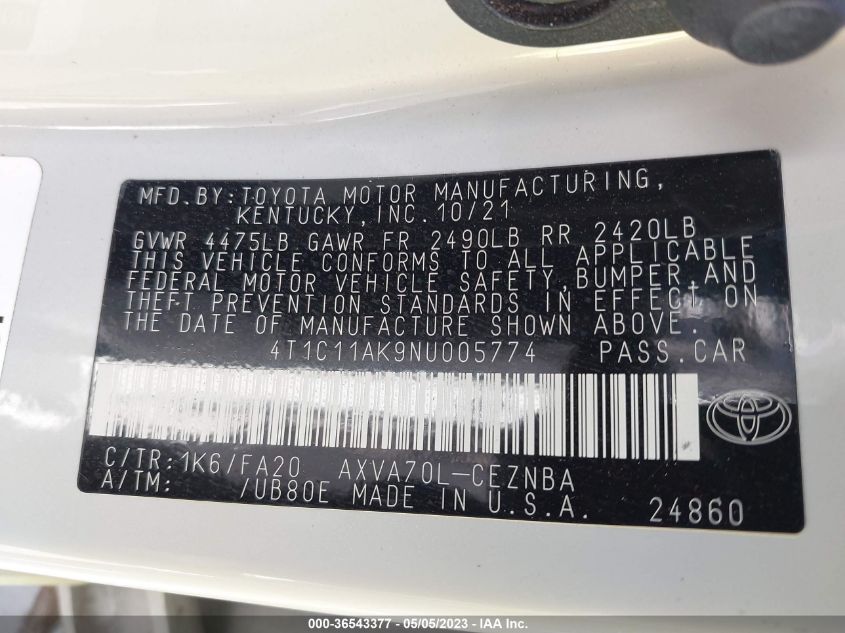 MFD.BY:TOYOTA MOTOR MANUFACTURING,
KENTUCKY,INC.10/21
GVWR 4475LB GAWR FR 2490LB RR 2420LB
THIS VEHICLE CONFORMS TO ALL APPLICABLE
FEDERAL MOTOR VEHICLE SAFETY,BUMPER,AND
THEFT PREVENTION STANDARDS IN EFFECT ON
THE DATE OF MANUFACTURE SHOWN ABOVE.
4T1C11AK9NU005774 PASS.CAR
C/TR:1K6/FA20 AXVA70L-CEZNBA
A/TM: /UB80E MADE IN U.S.A. 24860
000-36543377 - 05/05/2023 - IAA Inc.